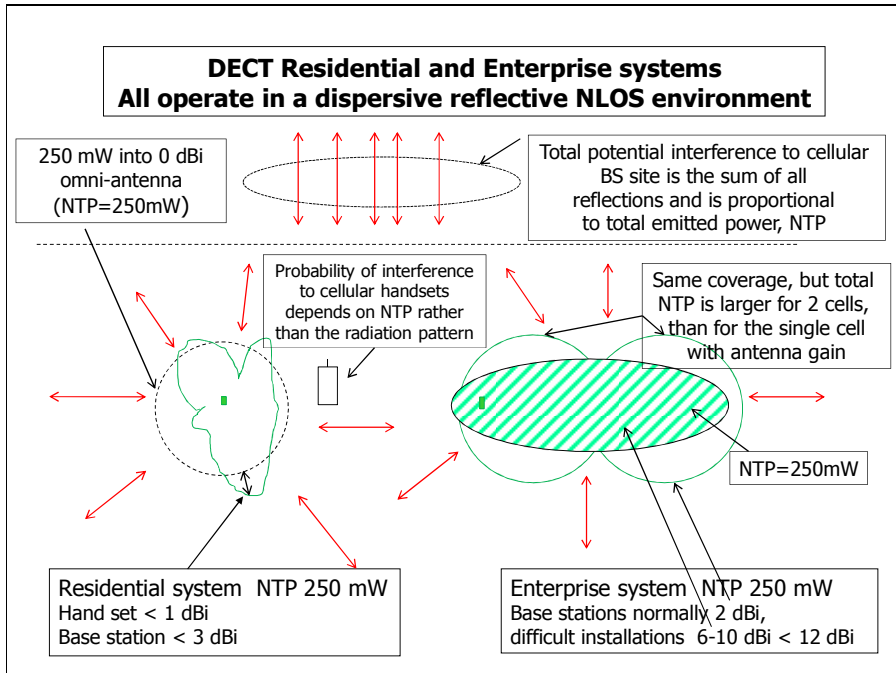 DECT Residential and Enterprise systems
All operate in a dispersive reflective NLOS environment
250 mW into 0 dBi
omni-antenna
(NTP=250mW)
Total potential interference to cellular
BS site is the sum of all
reflections and is proportional
to total emitted power, NTP
Probability of interference
to cellular handsets
depends on NTP rather
than the radiation pattern
Same coverage, but total
NTP is larger for 2 cells,
than for the single cell
with antenna gain
NTP=250mW
Residential system NTP 250 mW
Hand set < 1 dBi
Base station < 3 dBi
Enterprise system NTP 250 mW
Base stations normally 2 dBi,
difficult installations 6-10 dBi < 12 dBi